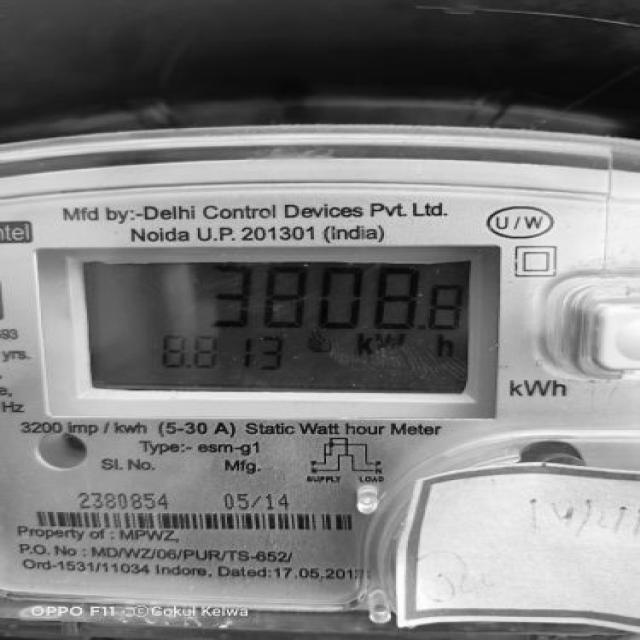 Mfd by:-Delhi Control Devices Pvt. Ltd.
Noida U.P. 201301 (India)
U/W
ntel
3808.8
8.8 13 kW h
yrs.
Hz
kWh
3200 imp / kwh (5-30 A) Static Watt hour Meter
Type:- esm-g1
Sl. No. Mfg.
SUPPLY LOAD
2380854 05/14
Property of : MPWZ,
P.O. No : MD/WZ/06/PUR/TS-652/
Ord-1531/11034 Indore, Dated:17.05.201
OPPO F11 Gokul Kelwa